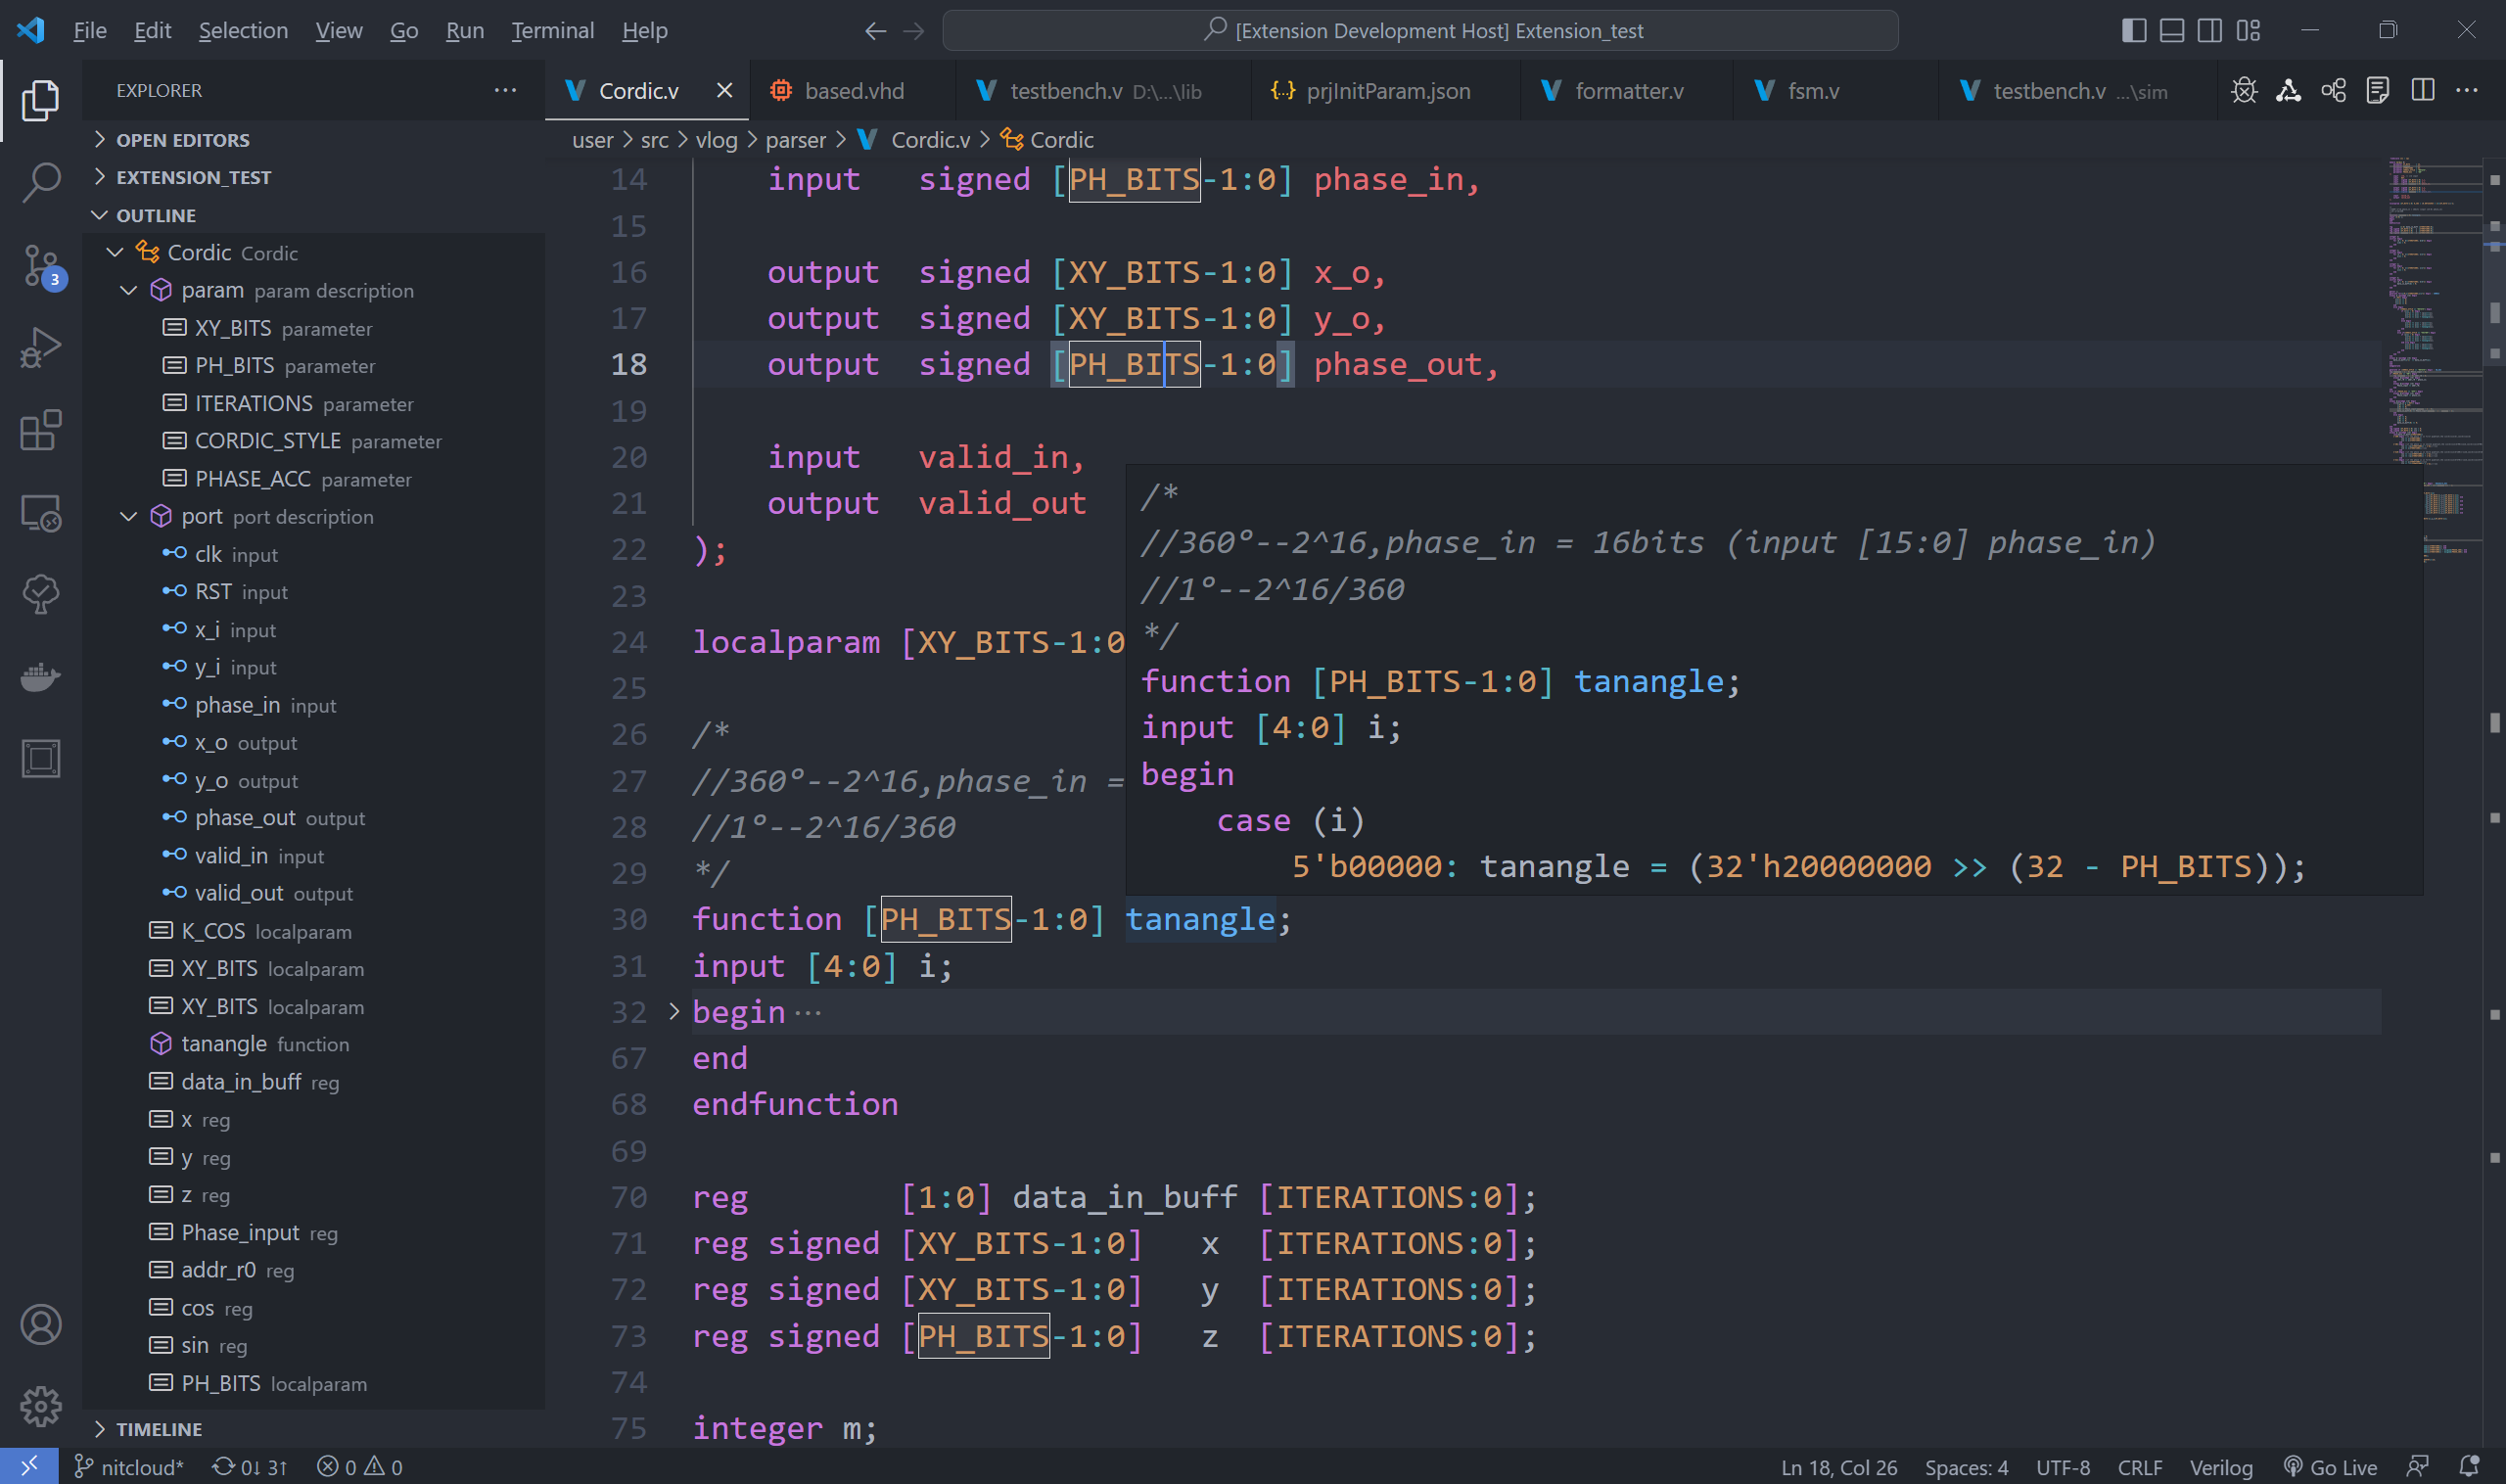 File Edit Selection View Go Run Terminal Help
[Extension Development Host] Extension_test
EXPLORER
Cordic.v
based.vhd
testbench.v D:\...\lib
prjInitParam.json
formatter.v
fsm.v
testbench.v ...\sim
user > src > vlog > parser > Cordic.v > Cordic
OPEN EDITORS
EXTENSION_TEST
OUTLINE
Cordic Cordic
param param description
XY_BITS parameter
PH_BITS parameter
ITERATIONS parameter
CORDIC_STYLE parameter
PHASE_ACC parameter
port port description
clk input
RST input
x_i input
y_i input
phase_in input
x_o output
y_o output
phase_out output
valid_in input
valid_out output
K_COS localparam
XY_BITS localparam
XY_BITS localparam
tanangle function
data_in_buff reg
x reg
y reg
z reg
Phase_input reg
addr_r0 reg
cos reg
sin reg
PH_BITS localparam
TIMELINE
3
14 input signed [PH_BITS-1:0] phase_in,
15
16 output signed [XY_BITS-1:0] x_o,
17 output signed [XY_BITS-1:0] y_o,
18 output signed [PH_BITS-1:0] phase_out,
19
20 input valid_in,
21 output valid_out
22 );
23
24 localparam [XY_BITS-1:0
25
26 /*
27 //360°--2^16,phase_in =
28 //1°--2^16/360
29 */
30 function [PH_BITS-1:0] tanangle;
31 input [4:0] i;
32 begin ···
67 end
68 endfunction
69
70 reg [1:0] data_in_buff [ITERATIONS:0];
71 reg signed [XY_BITS-1:0] x [ITERATIONS:0];
72 reg signed [XY_BITS-1:0] y [ITERATIONS:0];
73 reg signed [PH_BITS-1:0] z [ITERATIONS:0];
74
75 integer m;
/*
//360°--2^16,phase_in = 16bits (input [15:0] phase_in)
//1°--2^16/360
*/
function [PH_BITS-1:0] tanangle;
input [4:0] i;
begin
case (i)
5'b00000: tanangle = (32'h20000000 >> (32 - PH_BITS));
nitcloud* 0↓ 3↑ 0 0
Ln 18, Col 26 Spaces: 4 UTF-8 CRLF Verilog Go Live